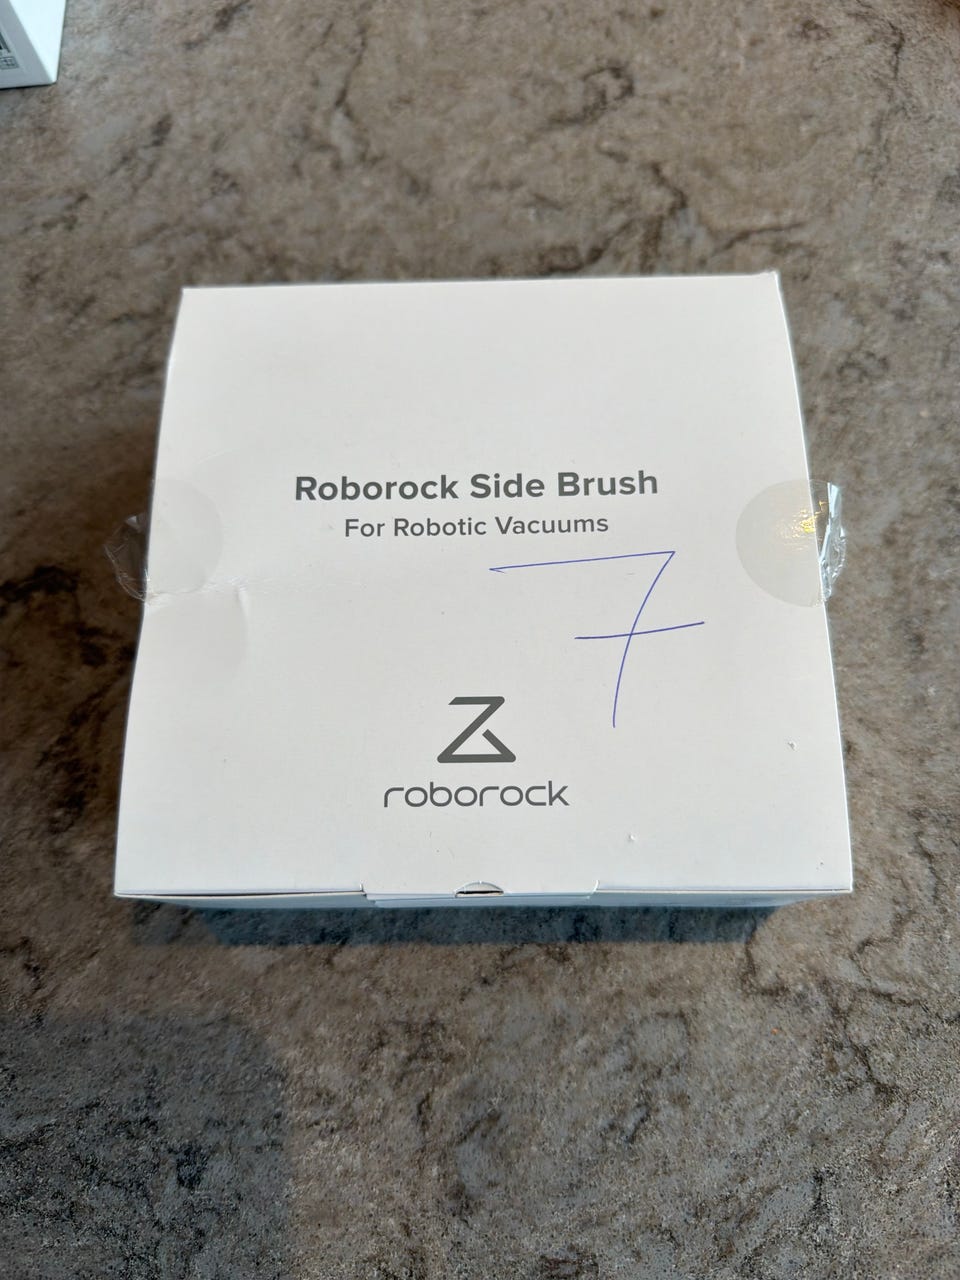 Roborock Side Brush
For Robotic Vacuums
7
roborock